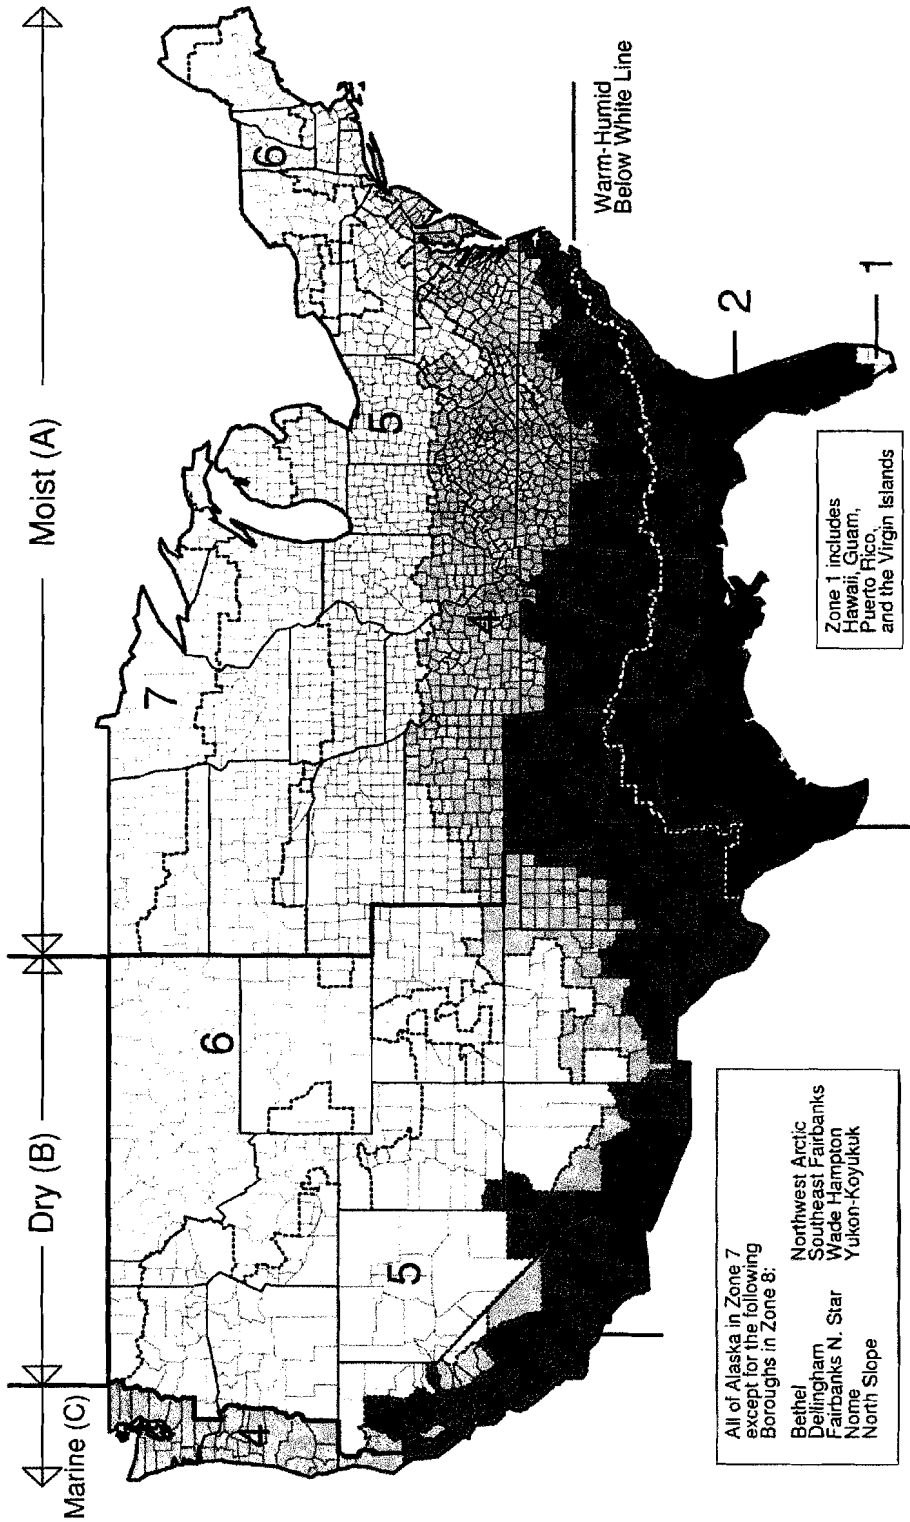 Marine (C)
Dry (B)
Moist (A)
7
6
6
5
5
4
4
2
1
Warm-Humid
Below White Line
All of Alaska in Zone 7
except for the following
Boroughs in Zone 8:
Bethel Northwest Arctic
Dellingham Southeast Fairbanks
Fairbanks N. Star Wade Hampton
Nome Yukon-Koyukuk
North Slope
Zone 1 includes
Hawaii, Guam,
Puerto Rico,
and the Virgin Islands